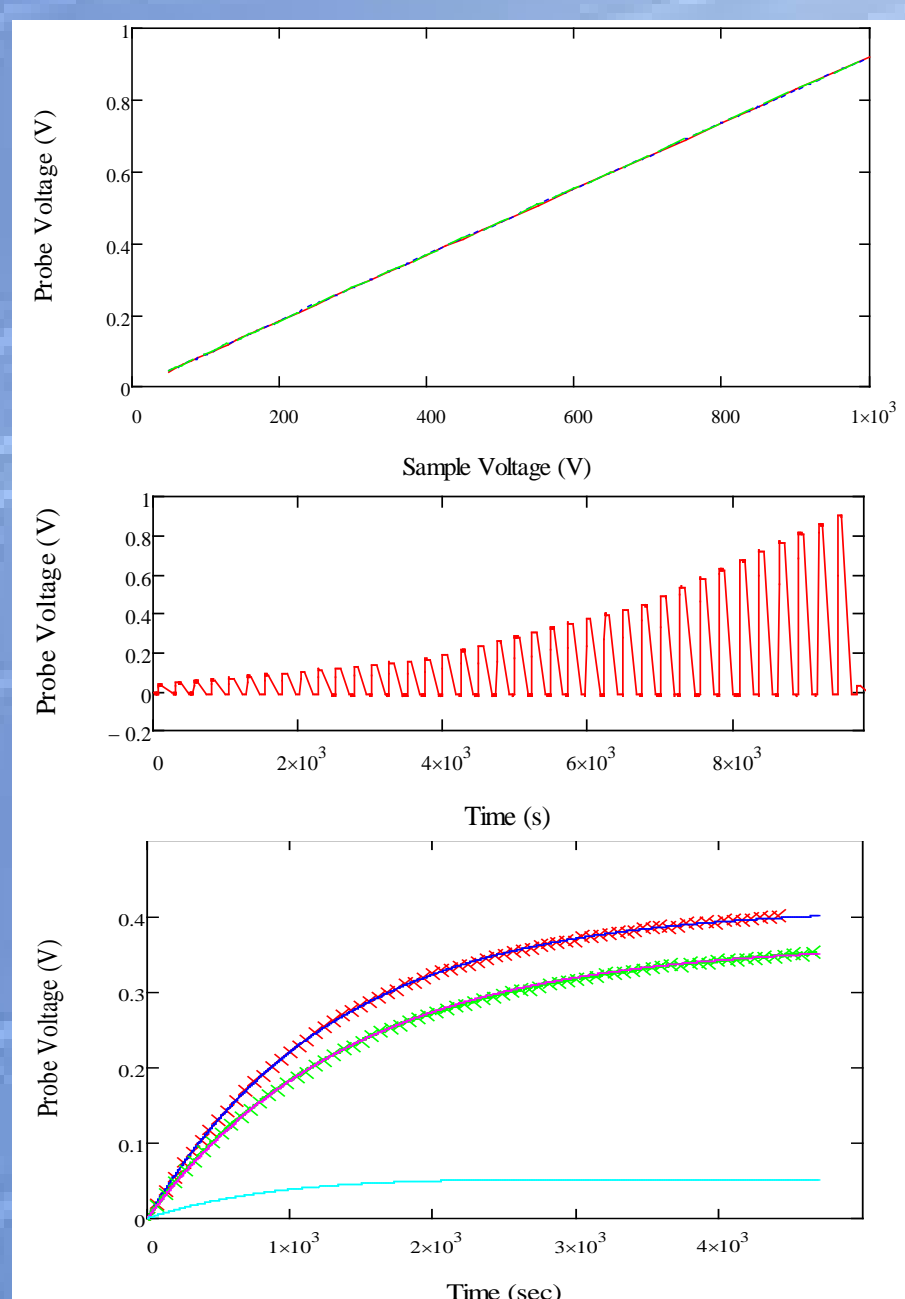 1
0.8
0.6
0.4
0.2
0
Probe Voltage (V)
0 200 400 600 800 1×10³
Sample Voltage (V)
1
0.8
0.6
0.4
0.2
0
− 0.2
Probe Voltage (V)
0 2×10³ 4×10³ 6×10³ 8×10³
Time (s)
0.4
0.3
0.2
0.1
0
Probe Voltage (V)
0 1×10³ 2×10³ 3×10³ 4×10³
Time (sec)